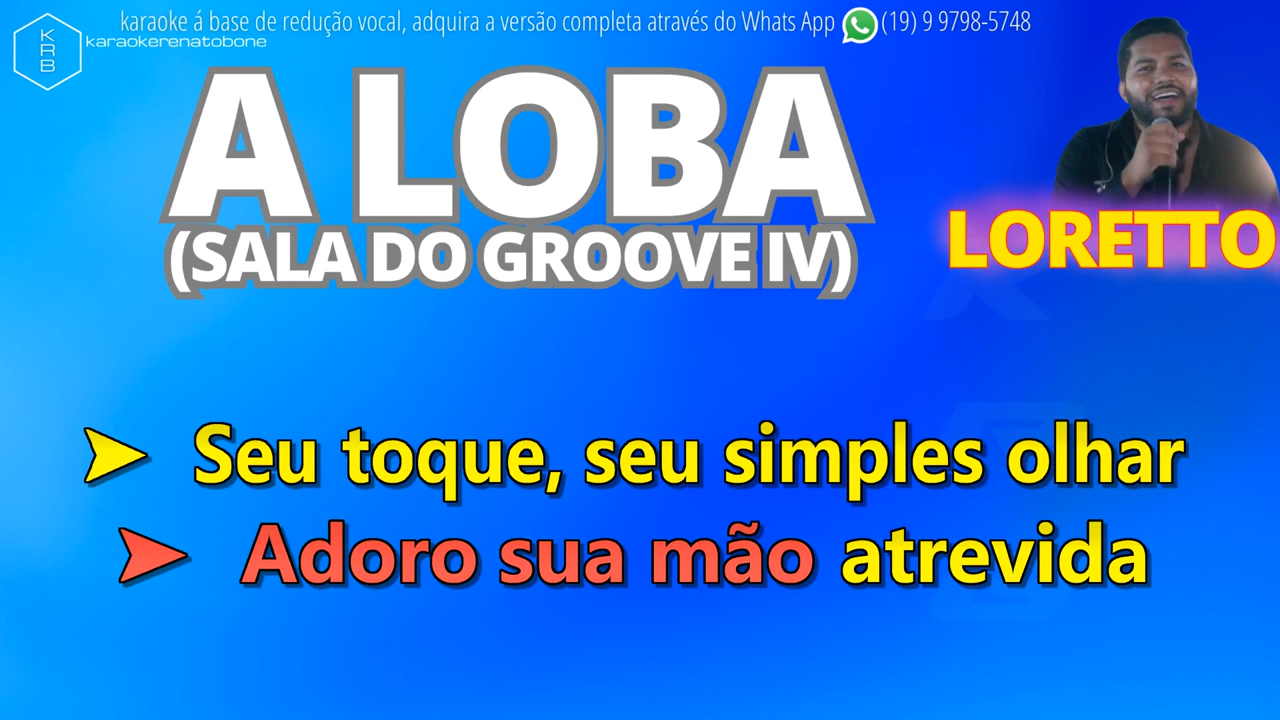 karaoke á base de redução vocal, adquira a versão completa através do Whats App (19) 9 9798-5748
KRB
karaokerenatobone
A LOBA
(SALA DO GROOVE IV)
LORETTO
➤ Seu toque, seu simples olhar
➤ Adoro sua mão atrevida